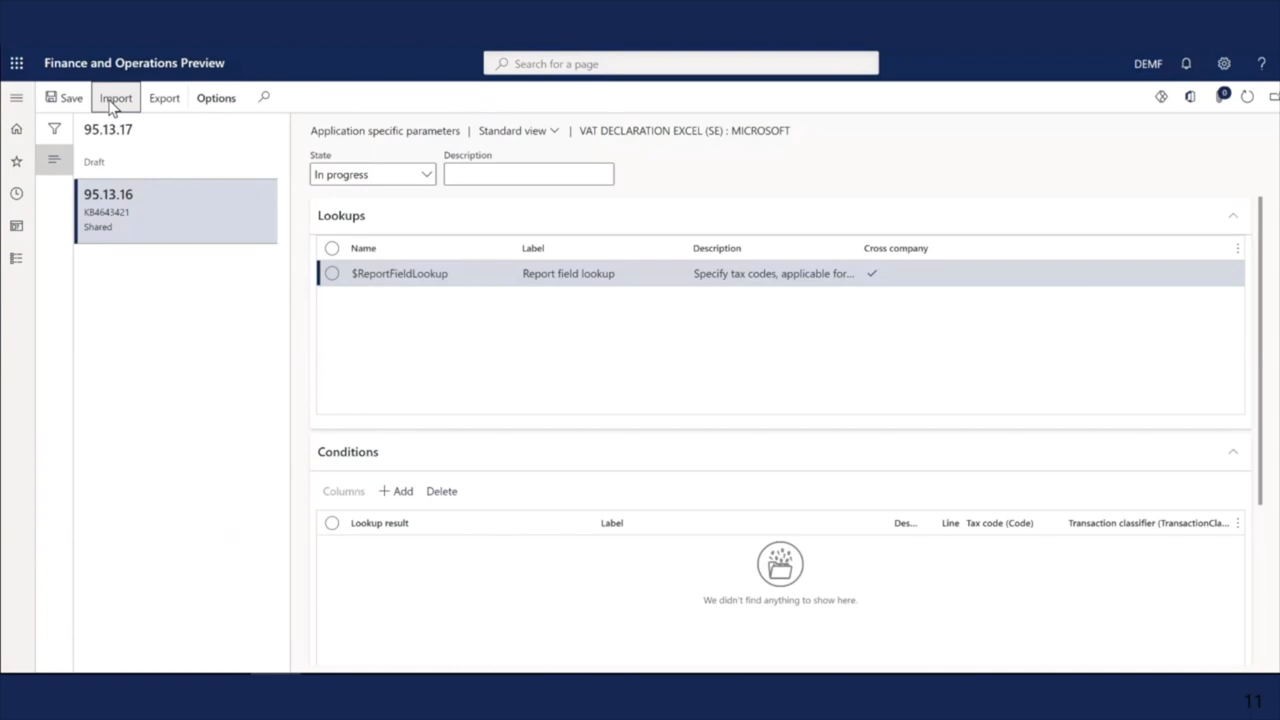 Finance and Operations Preview
Search for a page
DEMF
?
Save
Import
Export
Options
0
95.13.17
Draft
95.13.16
KB4643421
Shared
Application specific parameters | Standard view | VAT DECLARATION EXCEL (SE) : MICROSOFT
State
Description
In progress
Lookups
Name Label Description Cross company
$ReportFieldLookup Report field lookup Specify tax codes, applicable for...
Conditions
Columns + Add Delete
Lookup result Label Des... Line Tax code (Code) Transaction classifier (TransactionCla...
We didn't find anything to show here.
11